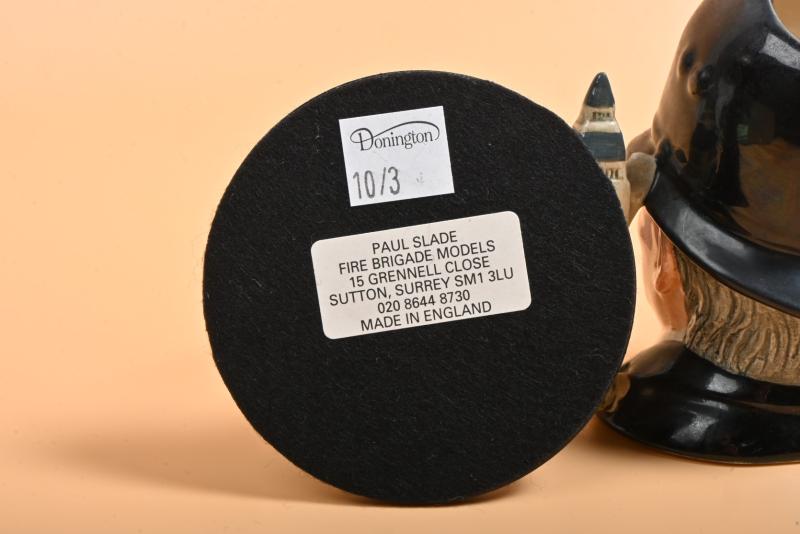 Donington
10/3
PAUL SLADE
FIRE BRIGADE MODELS
15 GRENNELL CLOSE
SUTTON, SURREY SM1 3LU
020 8644 8730
MADE IN ENGLAND